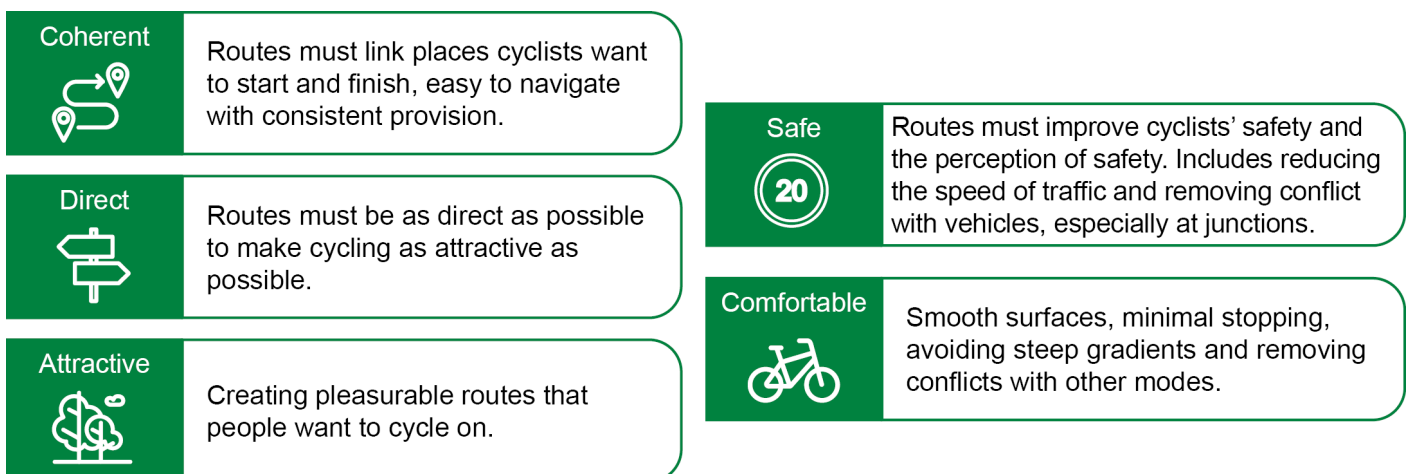 Coherent
Routes must link places cyclists want
to start and finish, easy to navigate
with consistent provision.
Direct
Routes must be as direct as possible
to make cycling as attractive as
possible.
Attractive
Creating pleasurable routes that
people want to cycle on.
Safe
20
Routes must improve cyclists’ safety and
the perception of safety. Includes reducing
the speed of traffic and removing conflict
with vehicles, especially at junctions.
Comfortable
Smooth surfaces, minimal stopping,
avoiding steep gradients and removing
conflicts with other modes.